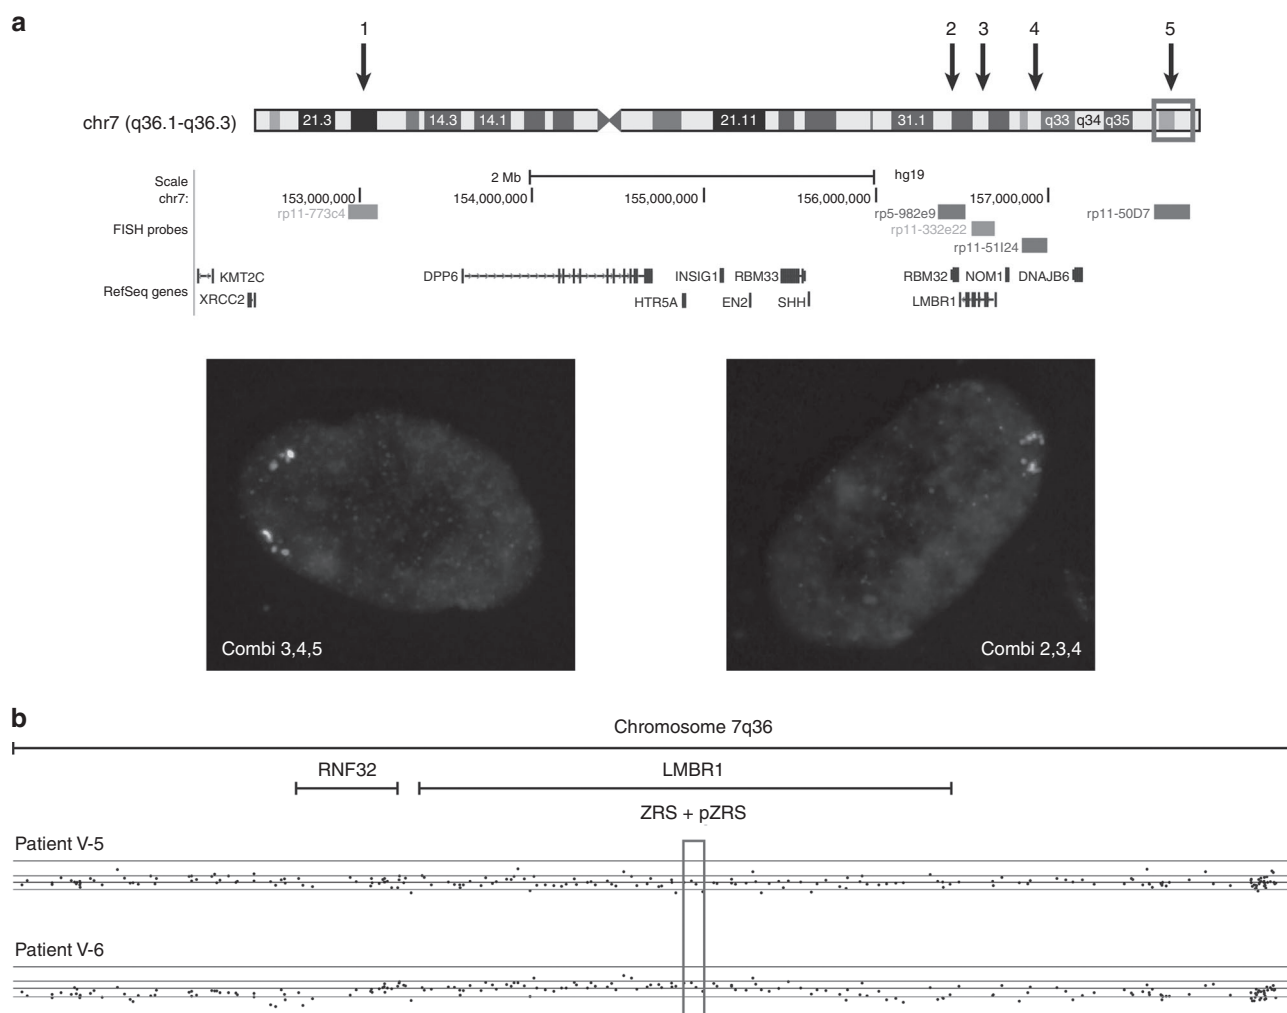 a
1 2 3 4 5
chr7 (q36.1-q36.3)
21.3 14.3 14.1 21.11 31.1 q33 q34 q35
Scale 2 Mb hg19
chr7: 153,000,000 154,000,000 155,000,000 156,000,000 157,000,000
rp11-773c4 rp5-982e9 rp11-50D7
FISH probes rp11-332e22
rp11-51I24
KMT2C DPP6 INSIG1 RBM33 RBM32 NOM1 DNAJB6
RefSeq genes
XRCC2 HTR5A EN2 SHH LMBR1
Combi 3,4,5 Combi 2,3,4
b
Chromosome 7q36
RNF32 LMBR1
ZRS + pZRS
Patient V-5
Patient V-6